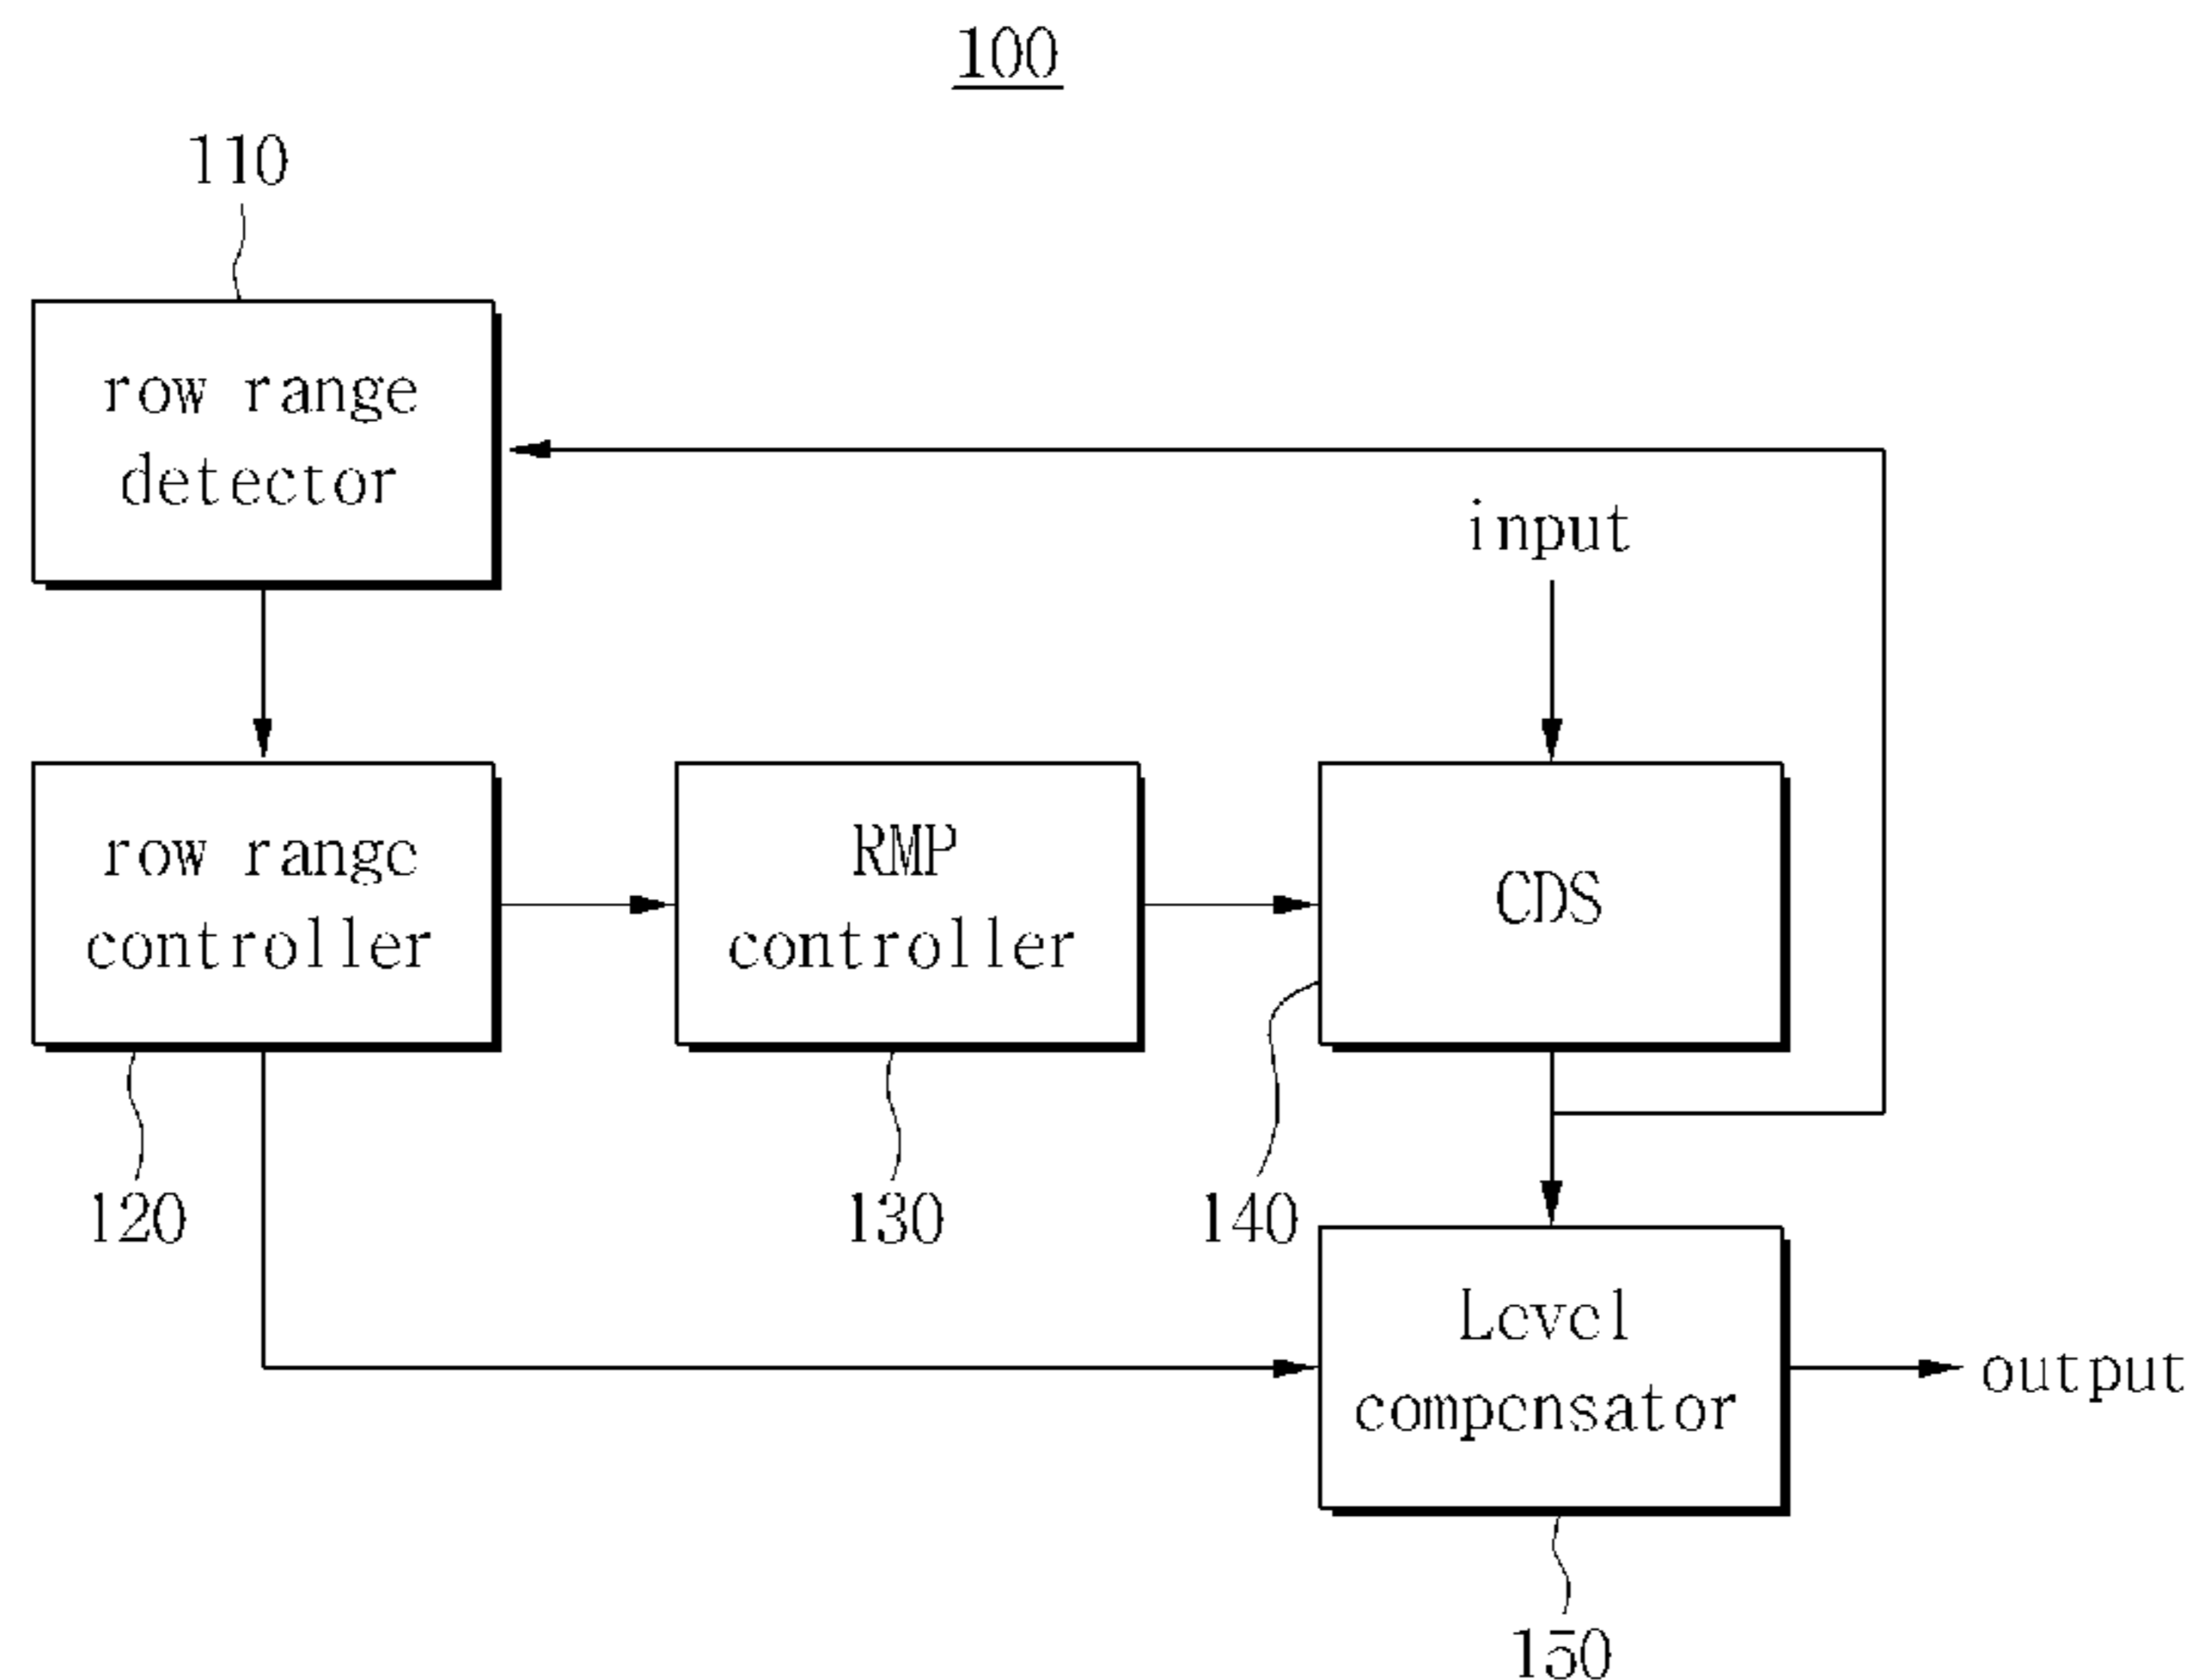 100
110
row range
detector
input
row range
controller
RMP
controller
CDS
120
130
140
Level
compensator
output
150